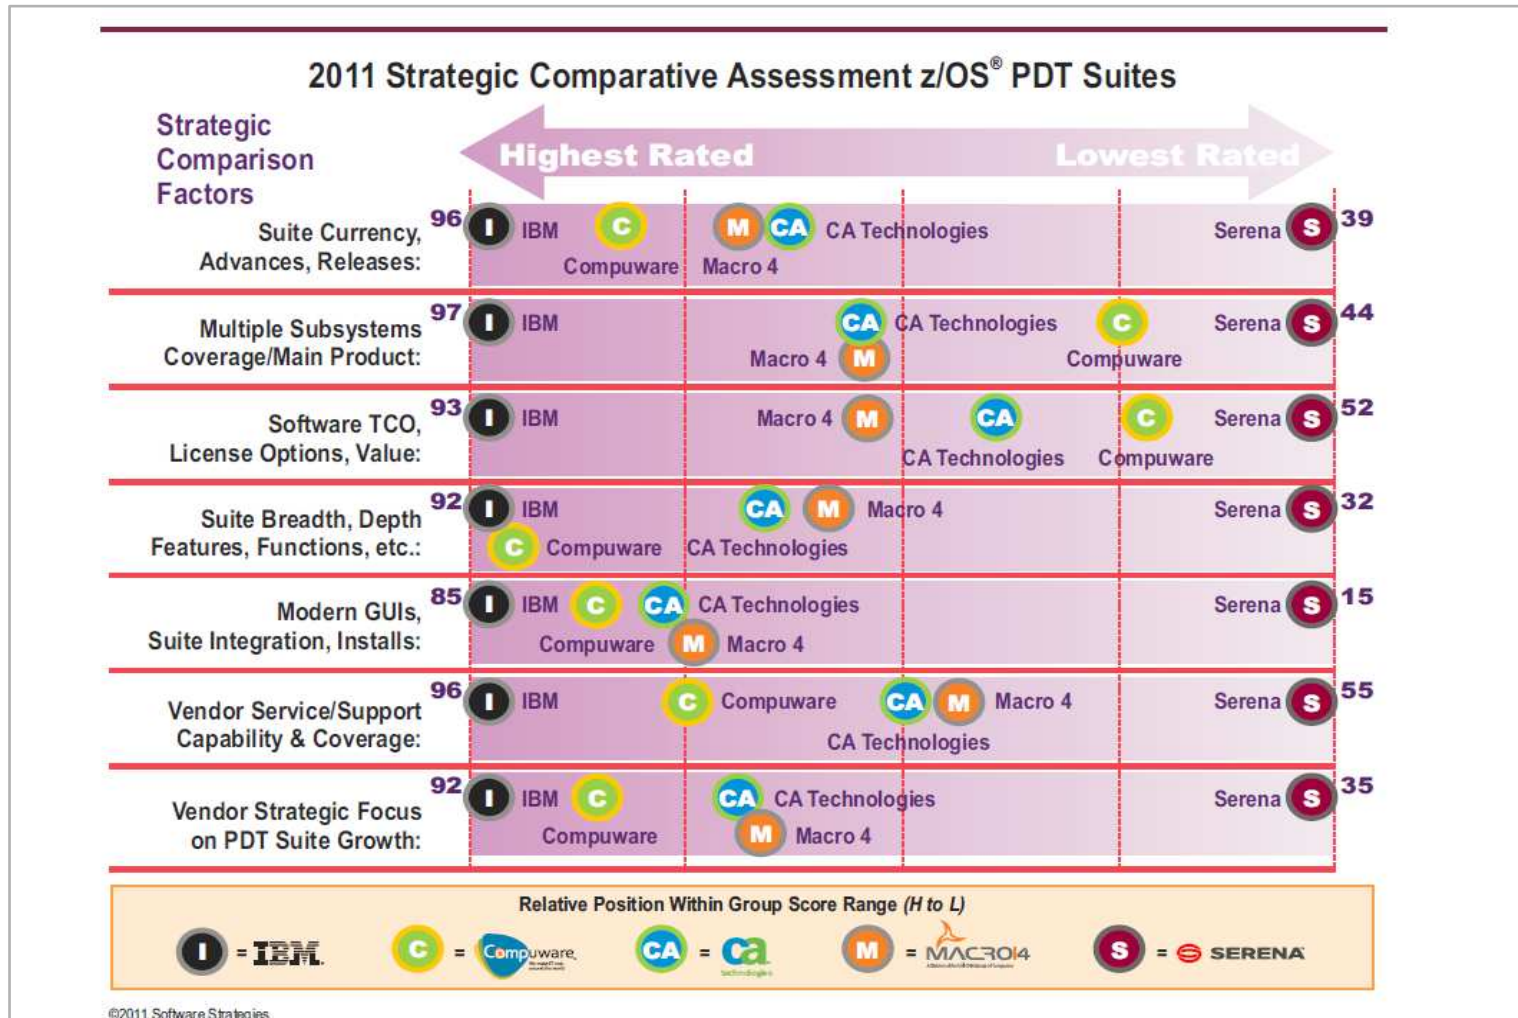 2011 Strategic Comparative Assessment z/OS® PDT Suites
Strategic
Comparison
Factors
Highest Rated
Lowest Rated
Suite Currency,
Advances, Releases:
96
I IBM C M CA CA Technologies Serena S
39
Compuware Macro 4
Multiple Subsystems
Coverage/Main Product:
97
I IBM CA CA Technologies C Serena S
44
Macro 4 M Compuware
Software TCO,
License Options, Value:
93
I IBM Macro 4 M CA C Serena S
52
CA Technologies Compuware
Suite Breadth, Depth
Features, Functions, etc.:
92
I IBM CA M Macro 4 Serena S
32
C Compuware CA Technologies
Modern GUIs,
Suite Integration, Installs:
85
I IBM C CA CA Technologies Serena S
15
Compuware M Macro 4
Vendor Service/Support
Capability & Coverage:
96
I IBM C Compuware CA M Macro 4 Serena S
55
CA Technologies
Vendor Strategic Focus
on PDT Suite Growth:
92
I IBM C CA CA Technologies Serena S
35
Compuware M Macro 4
Relative Position Within Group Score Range (H to L)
I = IBM. C = Compuware. CA = ca technologies M = MACRO4 S = SERENA
©2011 Software Strategies